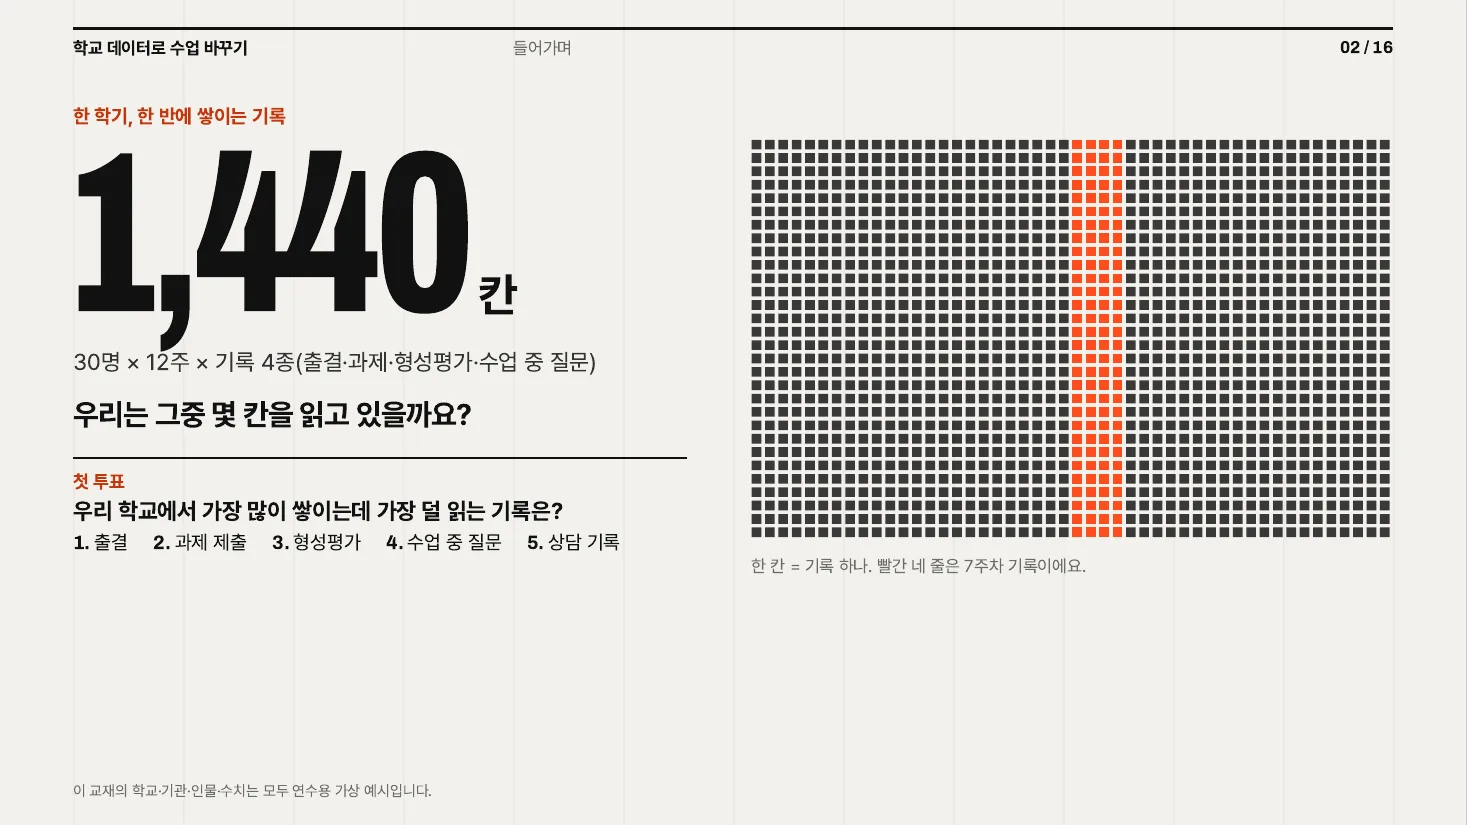 학교 데이터로 수업 바꾸기
들어가며
02 / 16
한 학기, 한 반에 쌓이는 기록
1,440 칸
30명 × 12주 × 기록 4종(출결·과제·형성평가·수업 중 질문)
우리는 그중 몇 칸을 읽고 있을까요?
첫 투표
우리 학교에서 가장 많이 쌓이는데 가장 덜 읽는 기록은?
1. 출결 2. 과제 제출 3. 형성평가 4. 수업 중 질문 5. 상담 기록
한 칸 = 기록 하나. 빨간 네 줄은 7주차 기록이에요.
이 교재의 학교·기관·인물·수치는 모두 연수용 가상 예시입니다.